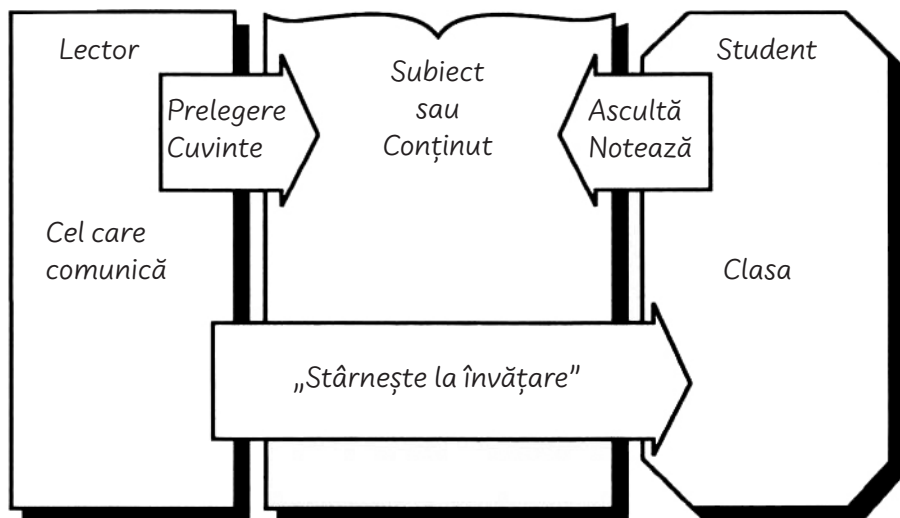 Lector
Prelegere
Cuvinte
Cel care
comunică
Subiect
sau
Conținut
Student
Ascultă
Notează
Clasa
„Stârnește la învățare”